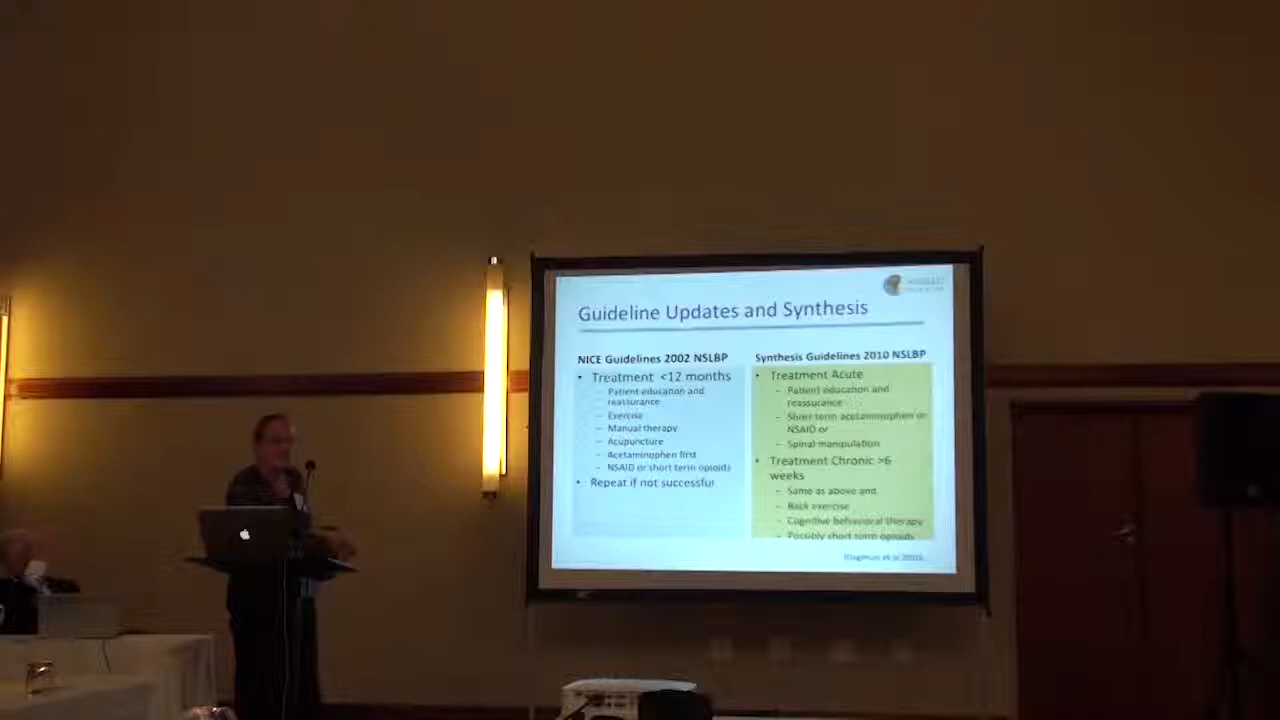 Guideline Updates and Synthesis
NICE Guidelines 2002 NSLBP
• Treatment <12 months
– Patient education and
reassurance
– Exercise
– Manual therapy
– Acupuncture
– Acetaminophen first
– NSAID or short term opioids
• Repeat if not successful
Synthesis Guidelines 2010 NSLBP
• Treatment Acute
– Patient education and
reassurance
– Short term acetaminophen or
NSAID or
– Spinal manipulation
• Treatment Chronic >6
weeks
– Same as above and
– Back exercise
– Cognitive behavioral therapy
– Possibly short term opioids